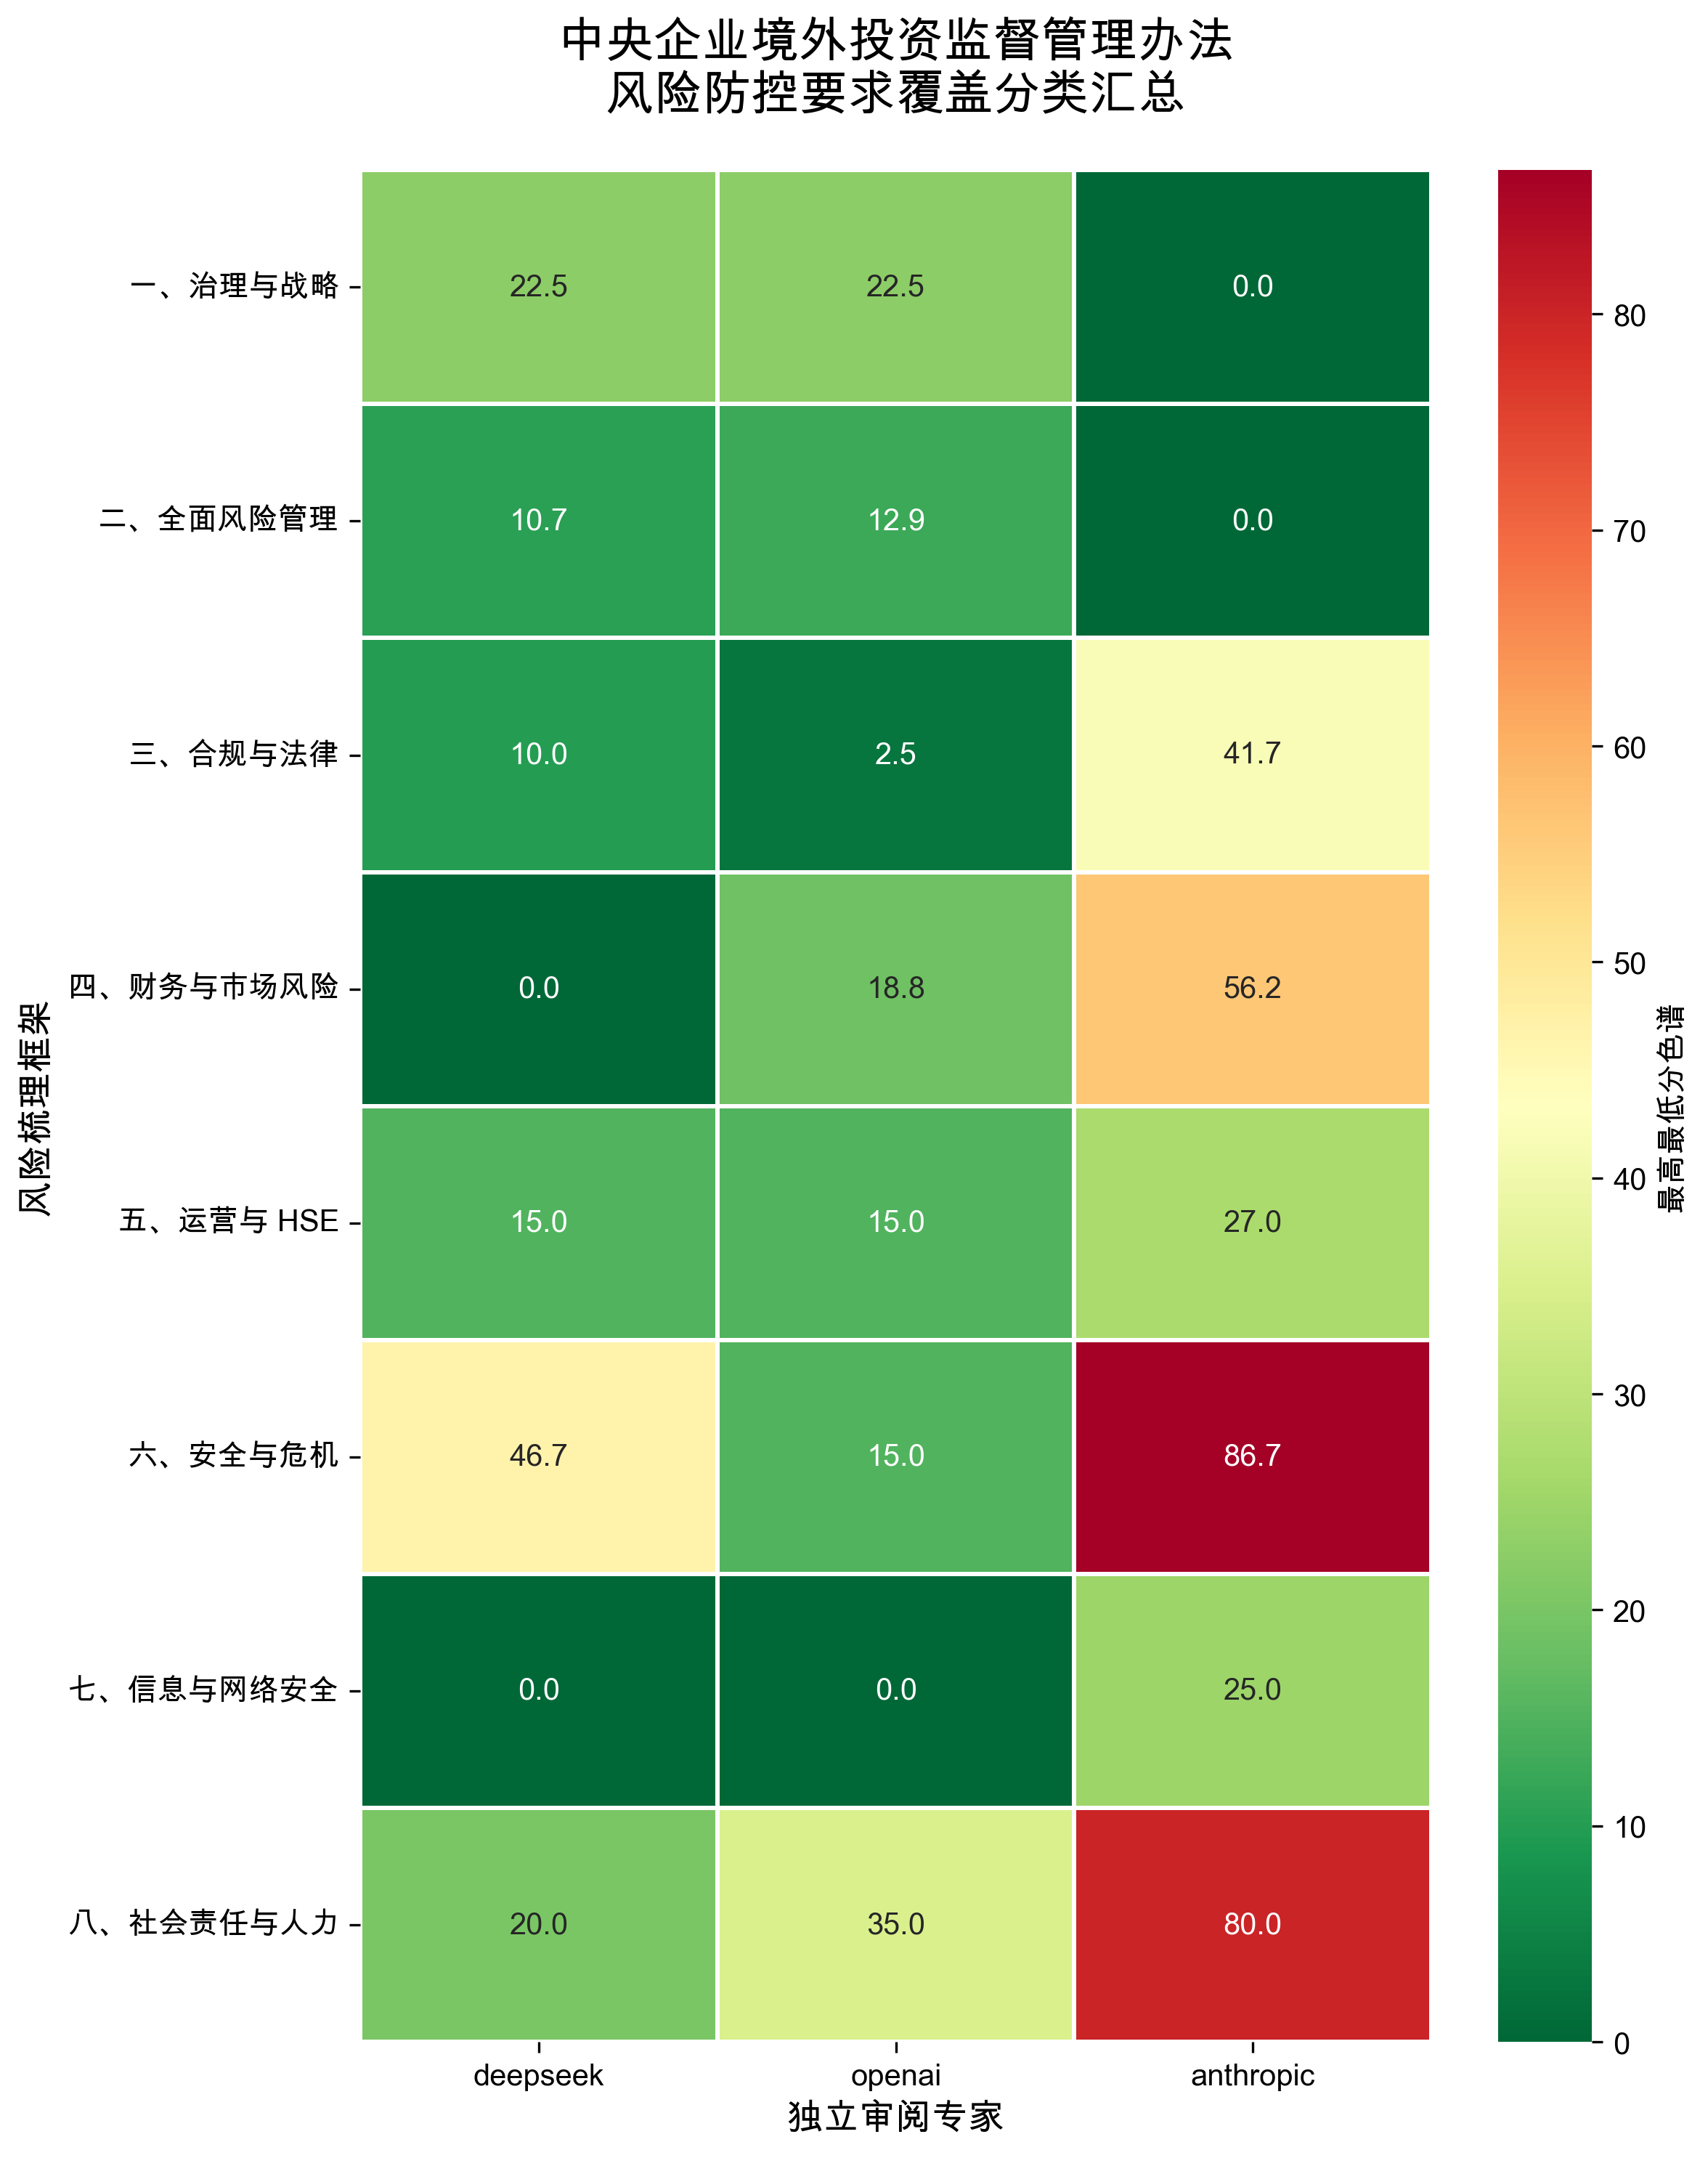 中央企业境外投资监督管理办法
风险防控要求覆盖分类汇总
风险梳理框架
一、治理与战略
22.5
22.5
0.0
二、全面风险管理
10.7
12.9
0.0
三、合规与法律
10.0
2.5
41.7
四、财务与市场风险
0.0
18.8
56.2
五、运营与 HSE
15.0
15.0
27.0
六、安全与危机
46.7
15.0
86.7
七、信息与网络安全
0.0
0.0
25.0
八、社会责任与人力
20.0
35.0
80.0
deepseek
openai
anthropic
独立审阅专家
80
70
60
50
40
30
20
10
0
最高最低分色谱